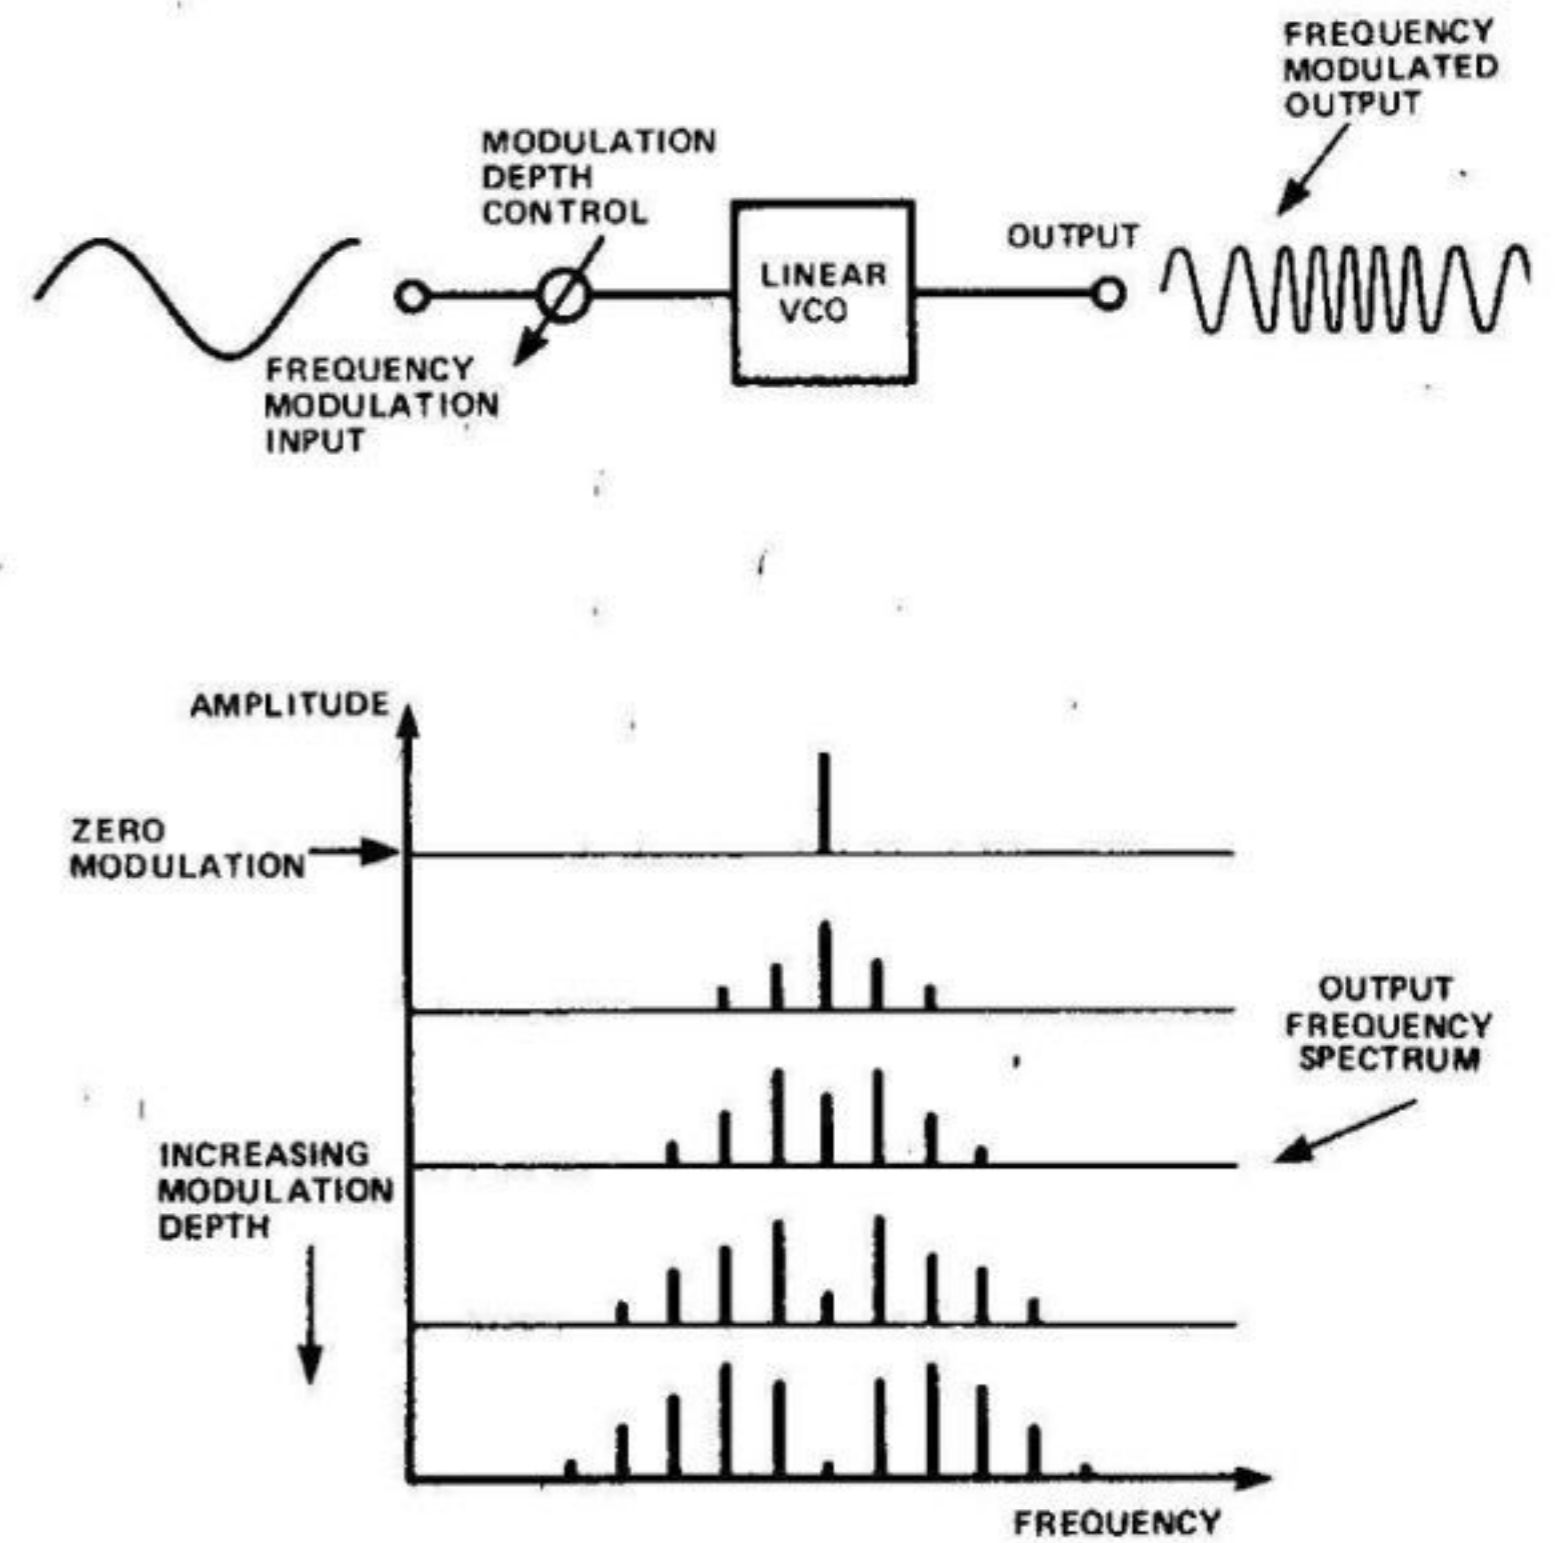 FREQUENCY
MODULATED
OUTPUT
MODULATION
DEPTH
CONTROL
OUTPUT
LINEAR
VCO
FREQUENCY
MODULATION
INPUT
AMPLITUDE
ZERO
MODULATION
OUTPUT
FREQUENCY
SPECTRUM
INCREASING
MODULATION
DEPTH
FREQUENCY